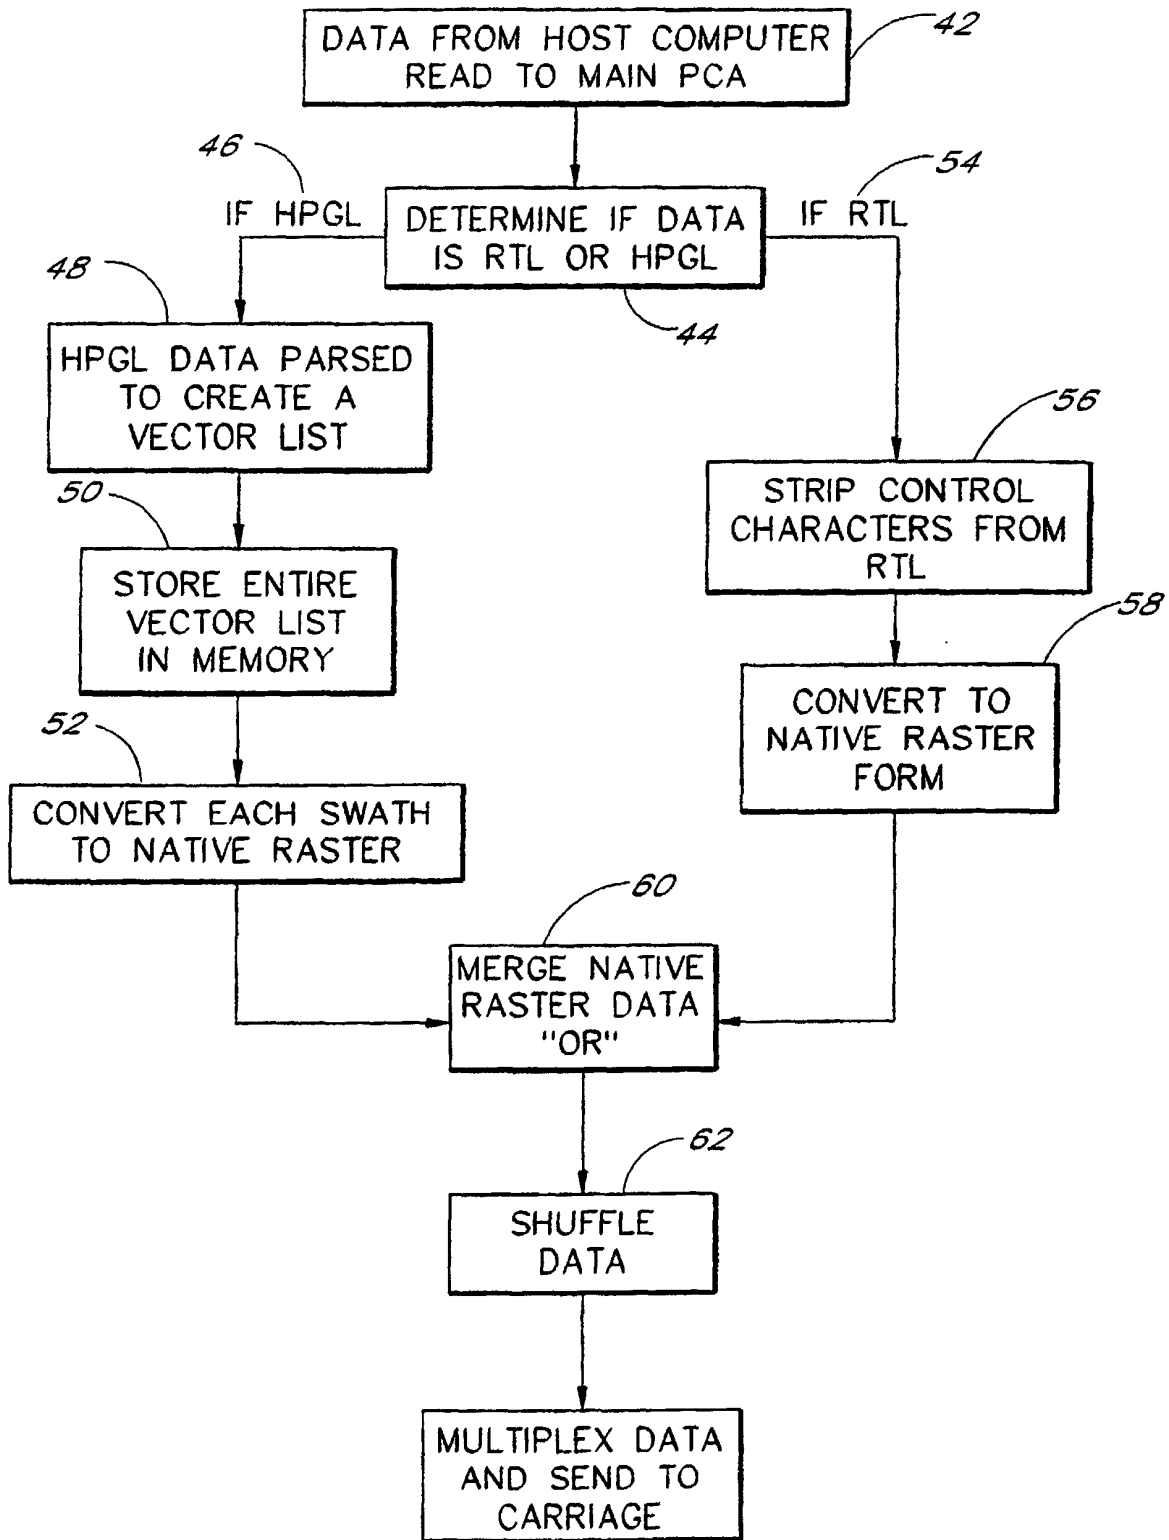 42
DATA FROM HOST COMPUTER
READ TO MAIN PCA
46
54
IF HPGL
DETERMINE IF DATA
IS RTL OR HPGL
IF RTL
44
48
HPGL DATA PARSED
TO CREATE A
VECTOR LIST
56
STRIP CONTROL
CHARACTERS FROM
RTL
50
STORE ENTIRE
VECTOR LIST
IN MEMORY
58
CONVERT TO
NATIVE RASTER
FORM
52
CONVERT EACH SWATH
TO NATIVE RASTER
60
MERGE NATIVE
RASTER DATA
"OR"
62
SHUFFLE
DATA
MULTIPLEX DATA
AND SEND TO
CARRIAGE